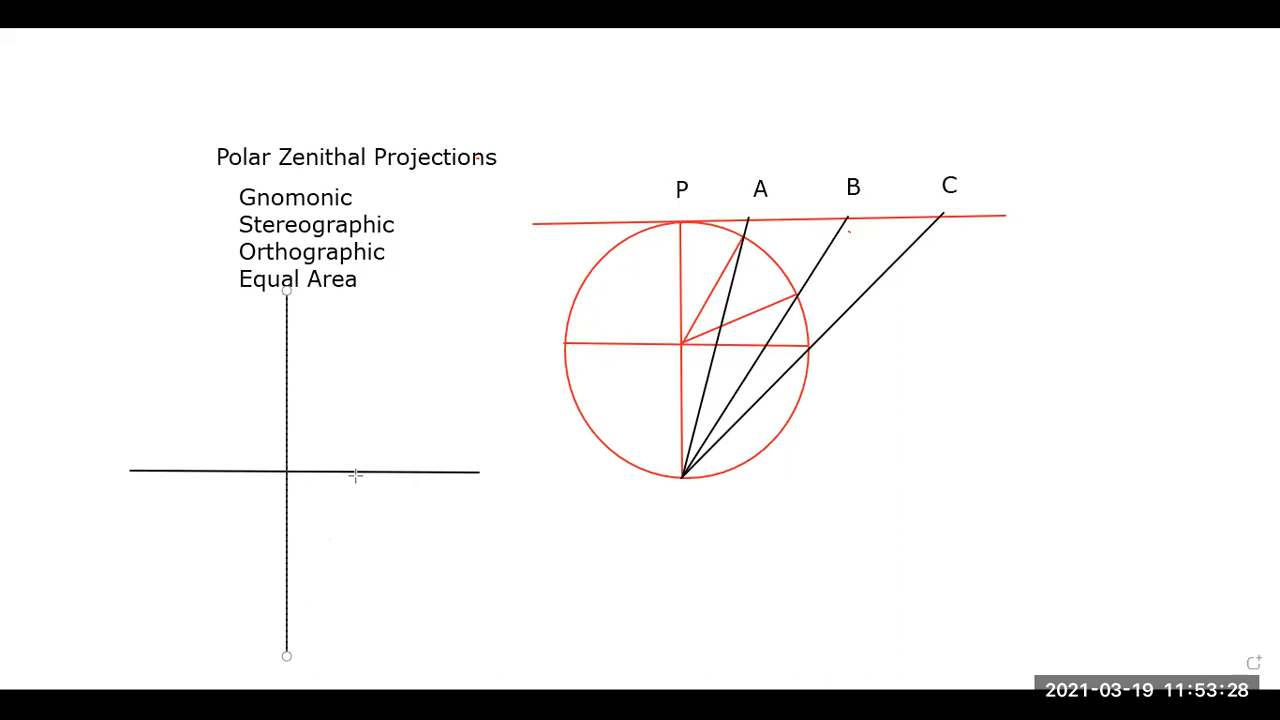 Polar Zenithal Projections
Gnomonic
Stereographic
Orthographic
Equal Area
P A B C
2021-03-19 11:53:28